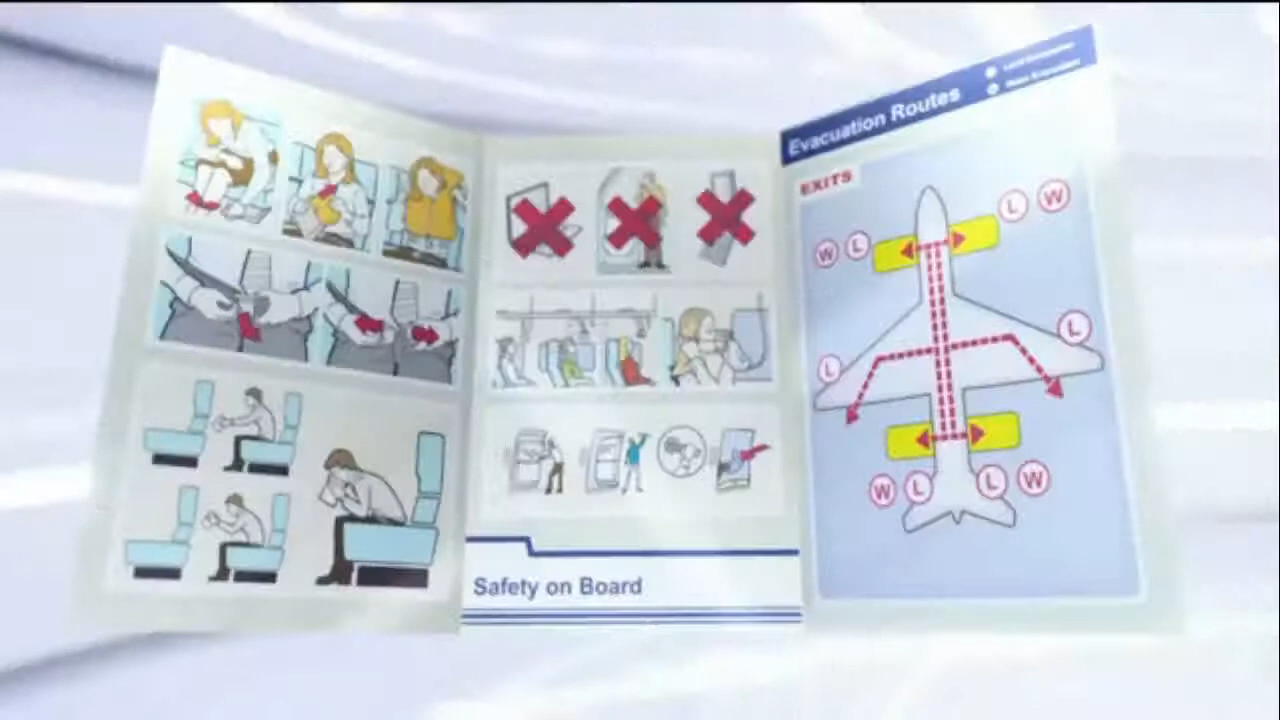 Safety on Board
Evacuation Routes
EXITS
L W
W L
L
L
W L
L W